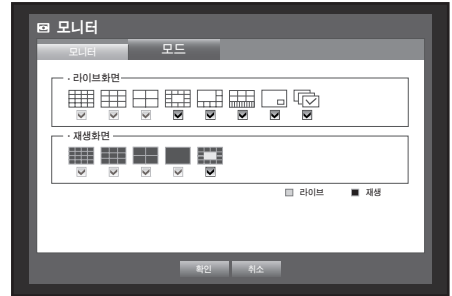 모니터
모니터 모드
· 라이브화면
· 재생화면
라이브 재생
확인 취소